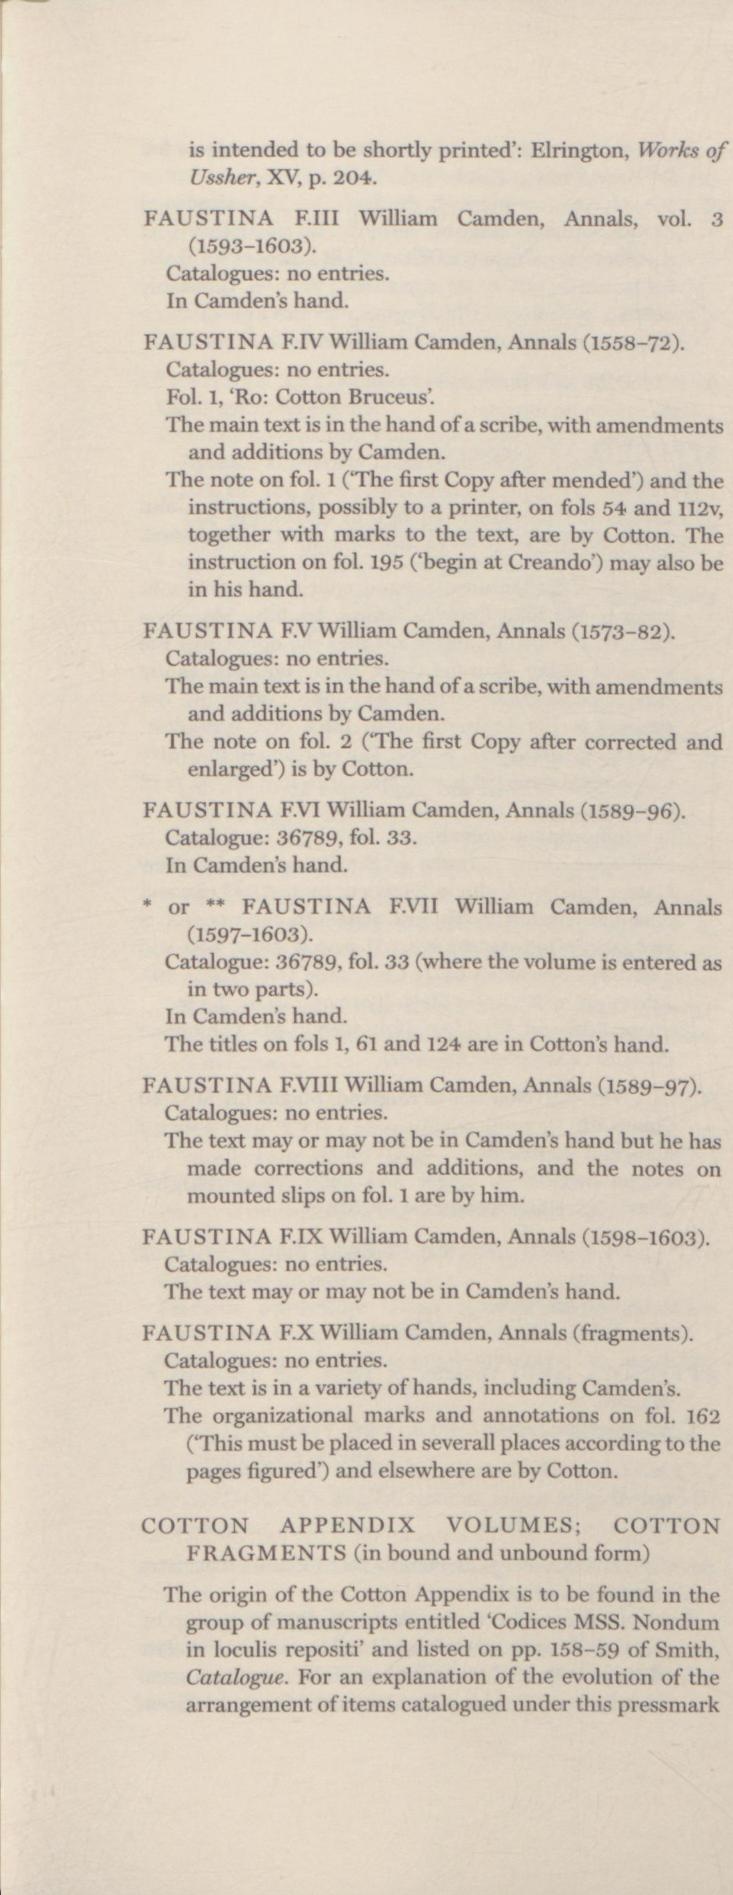 is intended to be shortly printed’: Elrington, Works of
Ussher, XV, p. 204.
FAUSTINA F.III William Camden, Annals, vol. 3
(1593–1603).
Catalogues: no entries.
In Camden’s hand.
FAUSTINA F.IV William Camden, Annals (1558–72).
Catalogues: no entries.
Fol. 1, ‘Ro: Cotton Bruceus’.
The main text is in the hand of a scribe, with amendments
and additions by Camden.
The note on fol. 1 (‘The first Copy after mended’) and the
instructions, possibly to a printer, on fols 54 and 112v,
together with marks to the text, are by Cotton. The
instruction on fol. 195 (‘begin at Creando’) may also be
in his hand.
FAUSTINA F.V William Camden, Annals (1573–82).
Catalogues: no entries.
The main text is in the hand of a scribe, with amendments
and additions by Camden.
The note on fol. 2 (‘The first Copy after corrected and
enlarged’) is by Cotton.
FAUSTINA F.VI William Camden, Annals (1589–96).
Catalogue: 36789, fol. 33.
In Camden’s hand.
* or ** FAUSTINA F.VII William Camden, Annals
(1597–1603).
Catalogue: 36789, fol. 33 (where the volume is entered as
in two parts).
In Camden’s hand.
The titles on fols 1, 61 and 124 are in Cotton’s hand.
FAUSTINA F.VIII William Camden, Annals (1589–97).
Catalogues: no entries.
The text may or may not be in Camden’s hand but he has
made corrections and additions, and the notes on
mounted slips on fol. 1 are by him.
FAUSTINA F.IX William Camden, Annals (1598–1603).
Catalogues: no entries.
The text may or may not be in Camden’s hand.
FAUSTINA F.X William Camden, Annals (fragments).
Catalogues: no entries.
The text is in a variety of hands, including Camden’s.
The organizational marks and annotations on fol. 162
(‘This must be placed in severall places according to the
pages figured’) and elsewhere are by Cotton.
COTTON APPENDIX VOLUMES; COTTON
FRAGMENTS (in bound and unbound form)
The origin of the Cotton Appendix is to be found in the
group of manuscripts entitled ‘Codices MSS. Nondum
in loculis repositi’ and listed on pp. 158–59 of Smith,
Catalogue. For an explanation of the evolution of the
arrangement of items catalogued under this pressmark